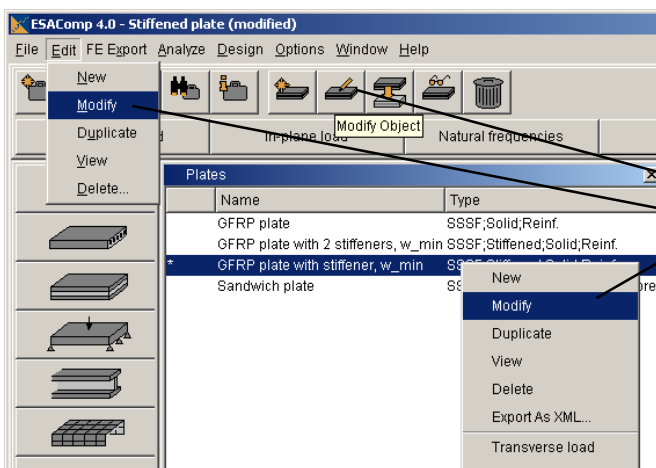 ESAComp 4.0 - Stiffened plate (modified)
File Edit FE Export Analyze Design Options Window Help
New
Modify
Duplicate
View
Delete...
Modify Object
In-plane load
Natural frequencies
Plates
Name Type
GFRP plate SSSF;Solid;Reinf.
GFRP plate with 2 stiffeners, w_min SSSF;Stiffened;Solid;Reinf.
* GFRP plate with stiffener, w_min
Sandwich plate
New
Modify
Duplicate
View
Delete
Export As XML...
Transverse load